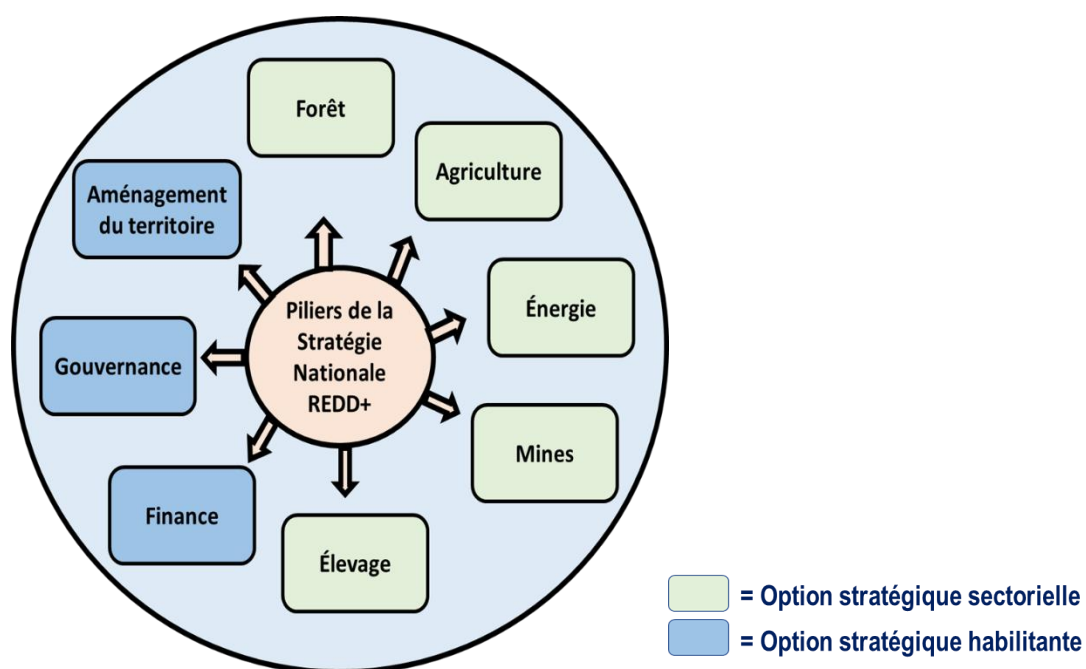 Forêt
Agriculture
Aménagement
du territoire
Énergie
Piliers de la
Stratégie
Nationale
REDD+
Gouvernance
Mines
Finance
Élevage
= Option stratégique sectorielle
= Option stratégique habilitante